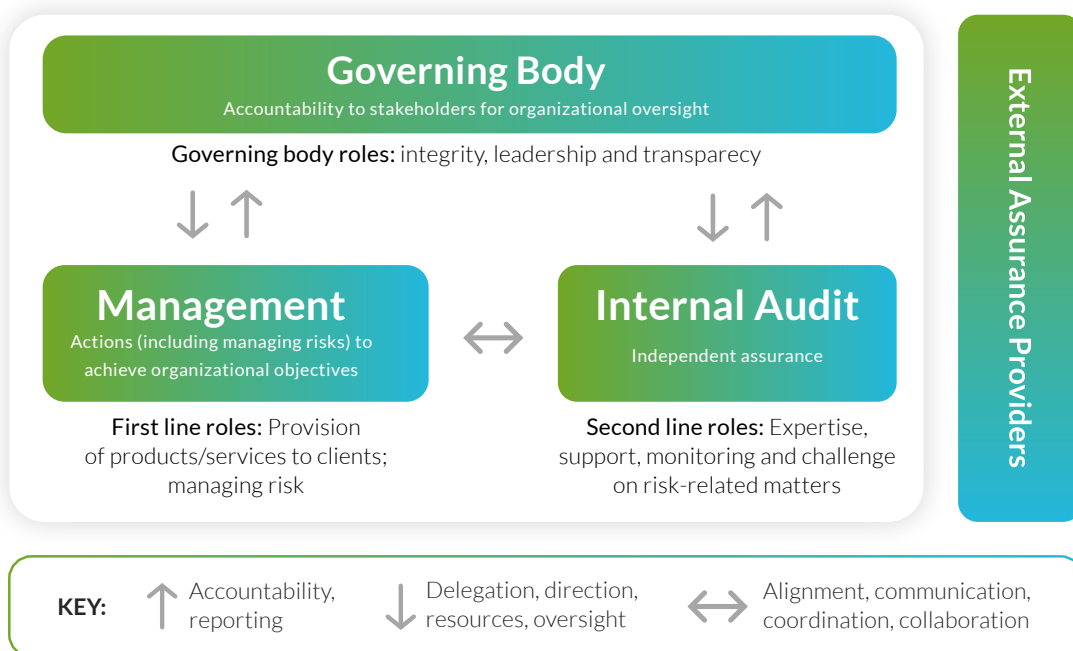 Governing Body
Accountability to stakeholders for organizational oversight
Governing body roles: integrity, leadership and transparecy
Management
Actions (including managing risks) to
achieve organizational objectives
First line roles: Provision
of products/services to clients;
managing risk
Internal Audit
Independent assurance
Second line roles: Expertise,
support, monitoring and challenge
on risk-related matters
External Assurance Providers
KEY:
Accountability,
reporting
Delegation, direction,
resources, oversight
Alignment, communication,
coordination, collaboration